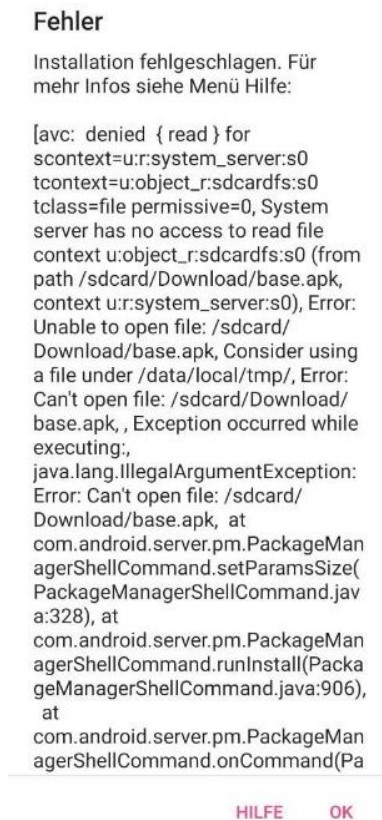 Fehler
Installation fehlgeschlagen. Für
mehr Infos siehe Menü Hilfe:
[avc:  denied  { read } for
scontext=u:r:system_server:s0
tcontext=u:object_r:sdcardfs:s0
tclass=file permissive=0, System
server has no access to read file
context u:object_r:sdcardfs:s0 (from
path /sdcard/Download/base.apk,
context u:r:system_server:s0), Error:
Unable to open file: /sdcard/
Download/base.apk, Consider using
a file under /data/local/tmp/, Error:
Can't open file: /sdcard/Download/
base.apk, , Exception occurred while
executing:,
java.lang.IllegalArgumentException:
Error: Can't open file: /sdcard/
Download/base.apk,  at
com.android.server.pm.PackageMan
agerShellCommand.setParamsSize(
PackageManagerShellCommand.jav
a:328), at
com.android.server.pm.PackageMan
agerShellCommand.runInstall(Packa
geManagerShellCommand.java:906),
at
com.android.server.pm.PackageMan
agerShellCommand.onCommand(Pa
HILFE OK